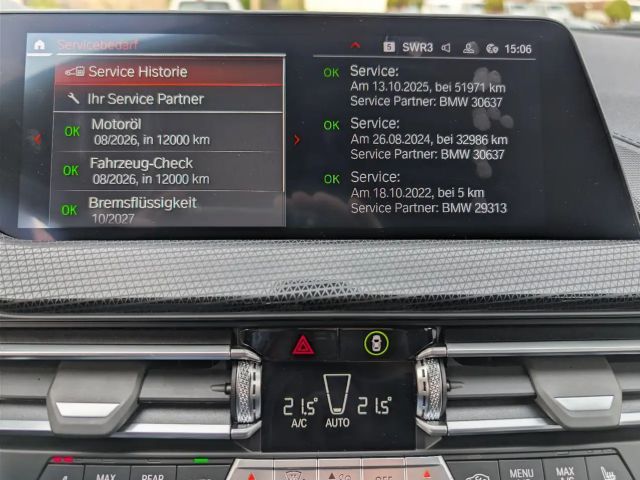 Servicebedarf
5 SWR3 15:06
Service Historie
Ihr Service Partner
OK Motoröl
08/2026, in 12000 km
OK Fahrzeug-Check
08/2026, in 12000 km
OK Bremsflüssigkeit
10/2027
OK Service:
Am 13.10.2025, bei 51971 km
Service Partner: BMW 30637
OK Service:
Am 26.08.2024, bei 32986 km
Service Partner: BMW 30637
OK Service:
Am 18.10.2022, bei 5 km
Service Partner: BMW 29313
21.5° 21.5°
A/C AUTO
MAX REAR OFF MENU MAX
A/C